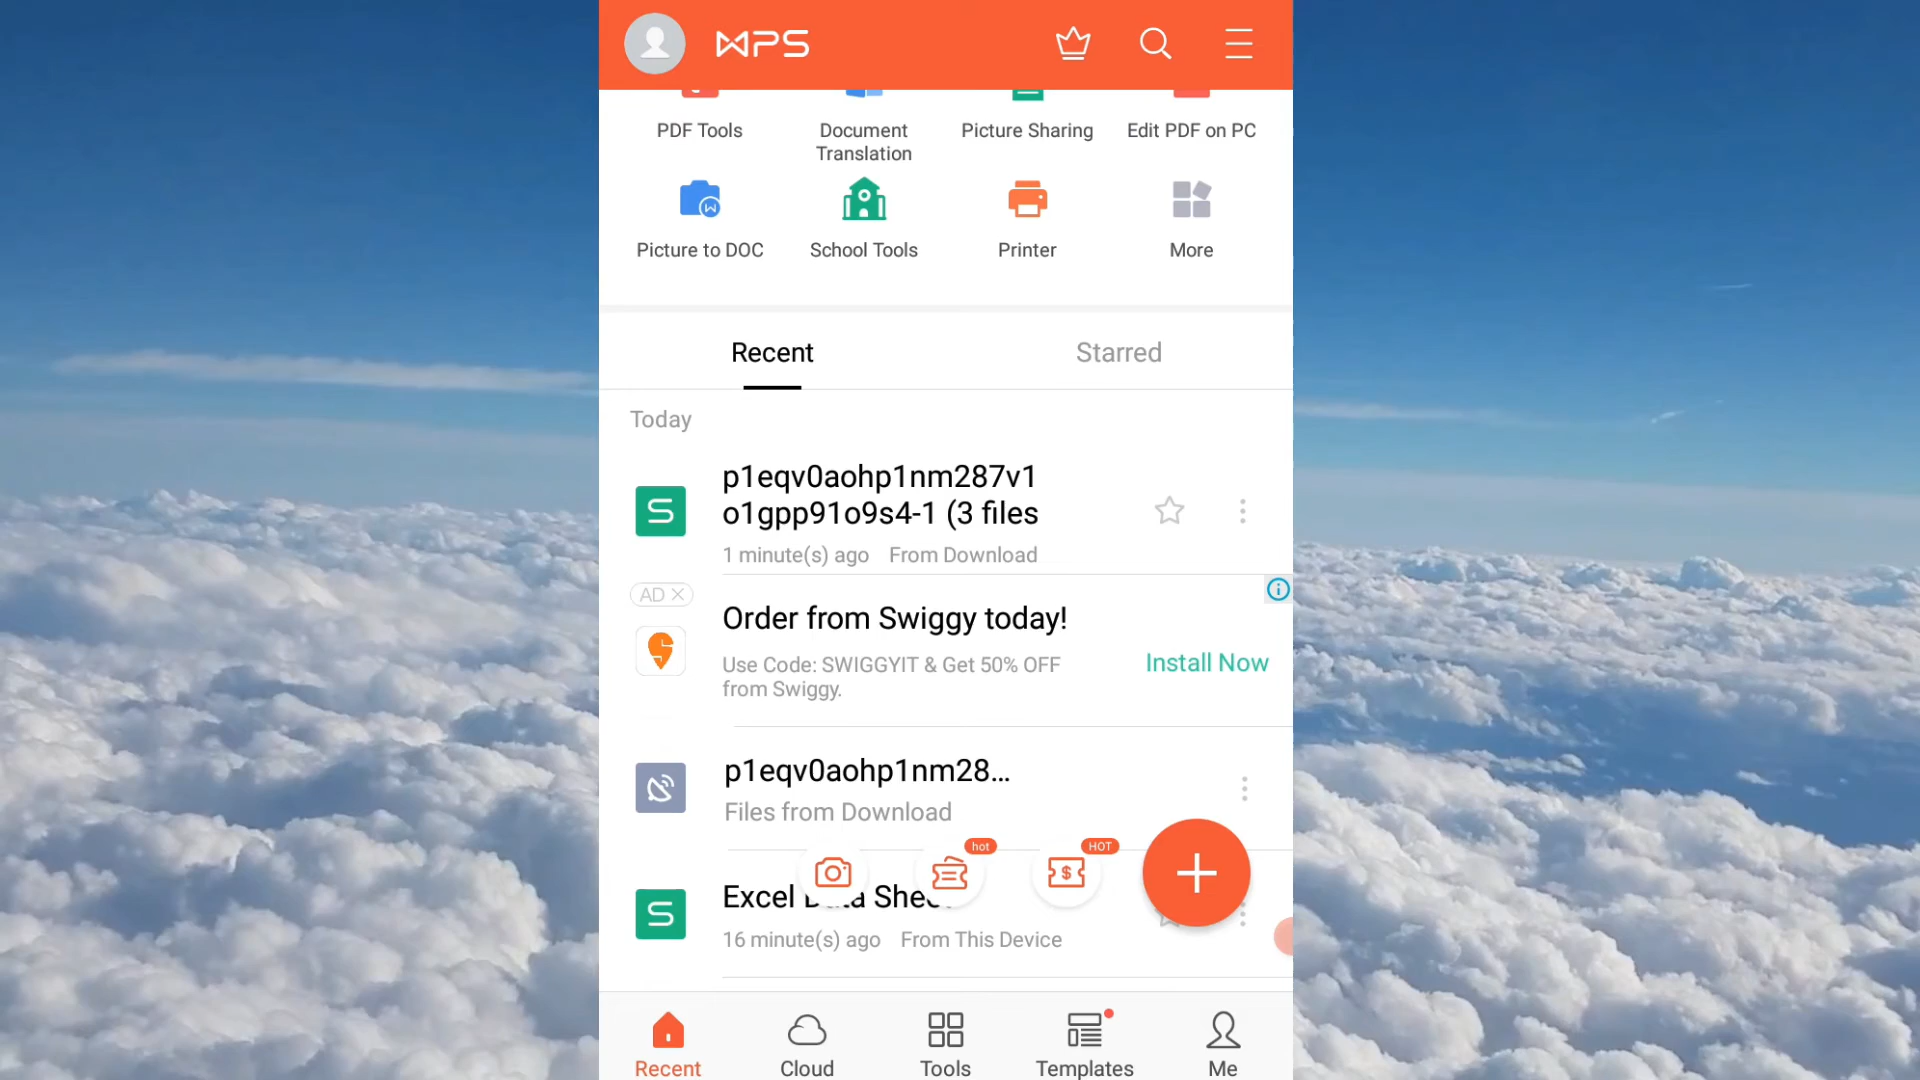 WPS
PDF Tools
Document
Translation
Picture Sharing
Edit PDF on PC
Picture to DOC
School Tools
Printer
More
Recent
Starred
Today
p1eqv0aohp1nm287v1
o1gpp91o9s4-1 (3 files
1 minute(s) ago From Download
AD
Order from Swiggy today!
Use Code: SWIGGYIT & Get 50% OFF
from Swiggy.
Install Now
p1eqv0aohp1nm28...
Files from Download
hot
HOT
Excel Data Shee
16 minute(s) ago From This Device
Recent
Cloud
Tools
Templates
Me